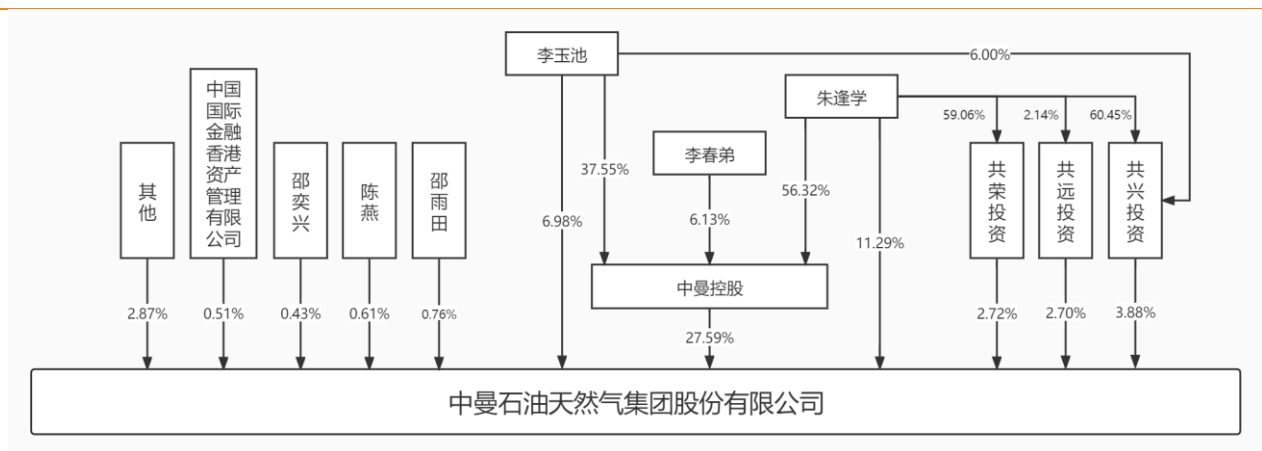 李玉池
6.00%
朱逢学
59.06%
2.14%
60.45%
中国
国际
金融
香港
资产
管理
有限
公司
李春弟
其
他
邵
奕
兴
陈
燕
邵
雨
田
37.55%
56.32%
共
荣
投
资
共
远
投
资
共
兴
投
资
6.98%
6.13%
11.29%
中曼控股
2.87%
0.51%
0.43%
0.61%
0.76%
27.59%
2.72%
2.70%
3.88%
中曼石油天然气集团股份有限公司